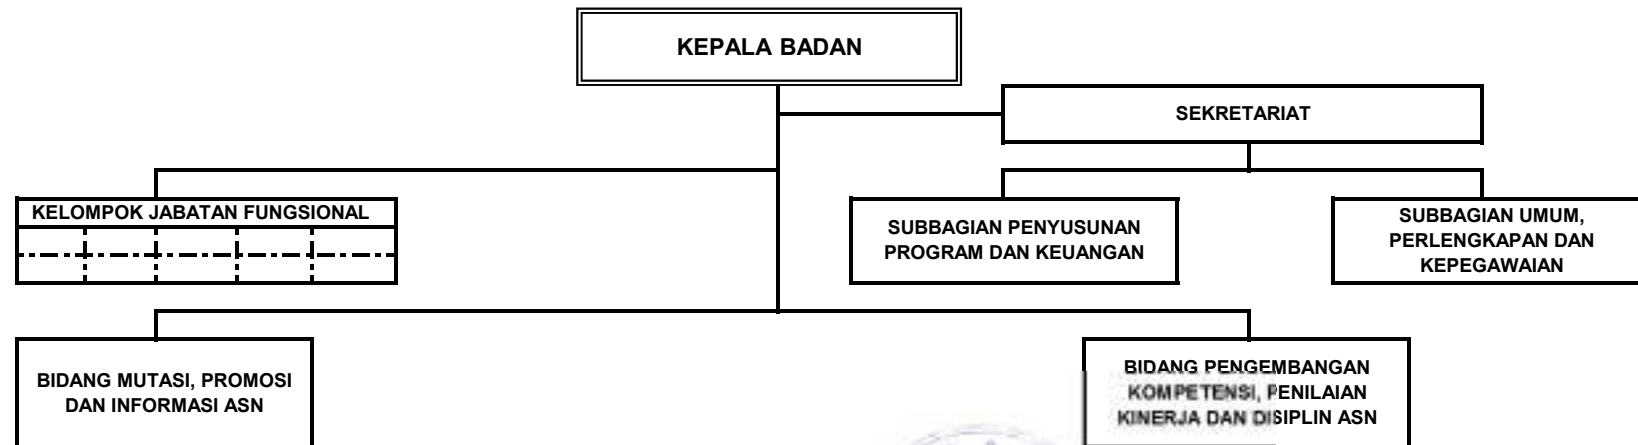 KEPALA BADAN
SEKRETARIAT
KELOMPOK JABATAN FUNGSIONAL
SUBBAGIAN PENYUSUNAN
PROGRAM DAN KEUANGAN
SUBBAGIAN UMUM,
PERLENGKAPAN DAN
KEPEGAWAIAN
BIDANG MUTASI, PROMOSI
DAN INFORMASI ASN
BIDANG PENGEMBANGAN
KOMPETENSI, PENILAIAN
KINERJA DAN DISIPLIN ASN